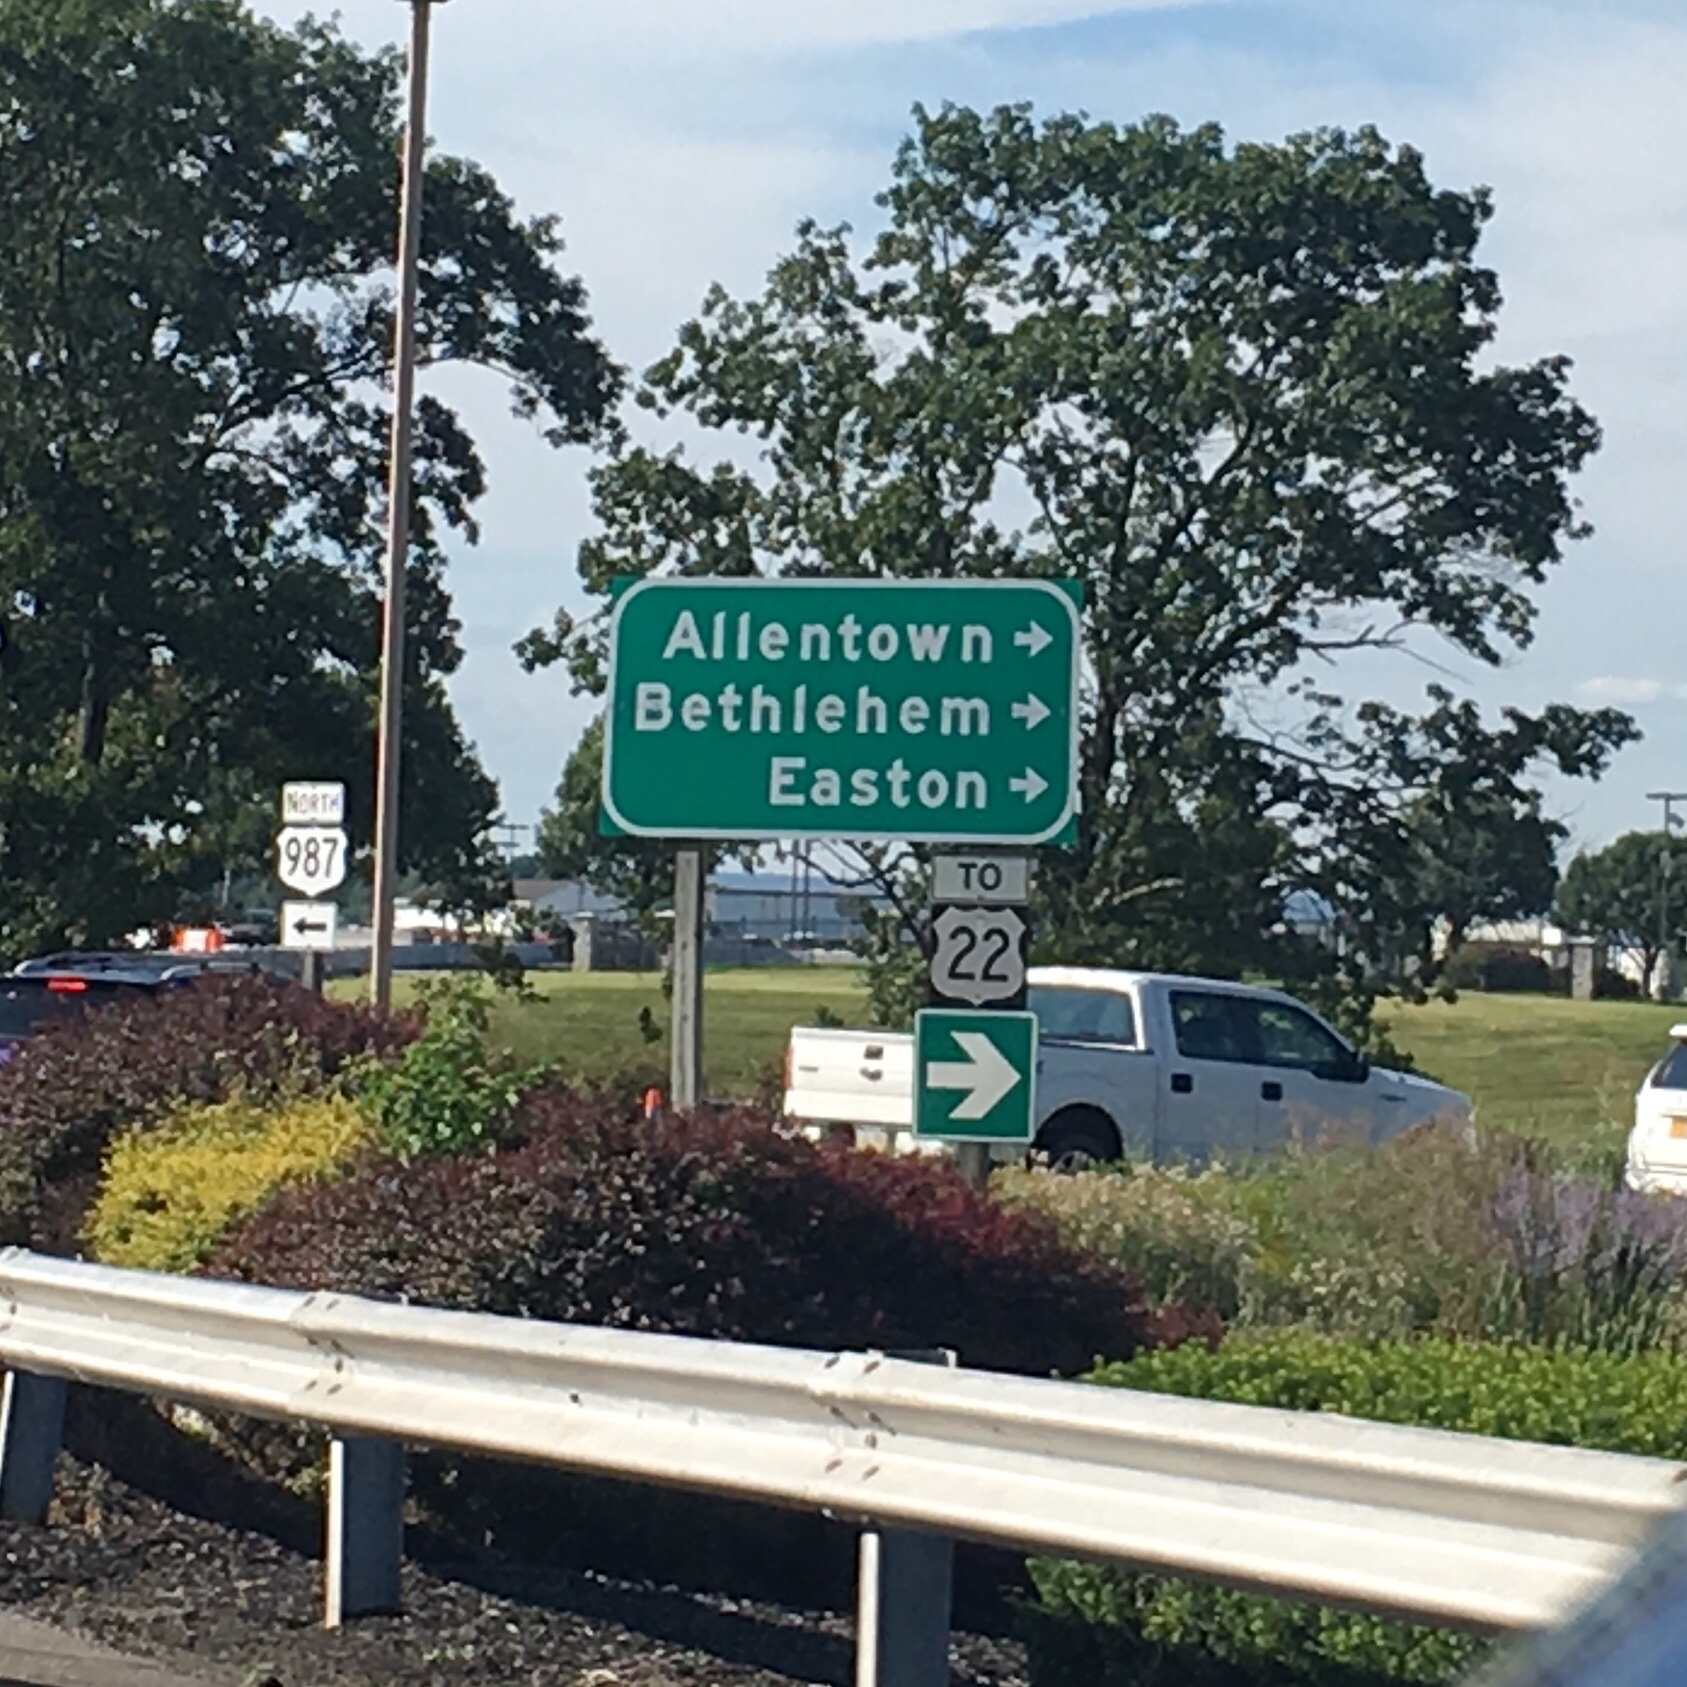 Allentown →
Bethlehem →
Easton →
NORTH
987
←
TO
22
→